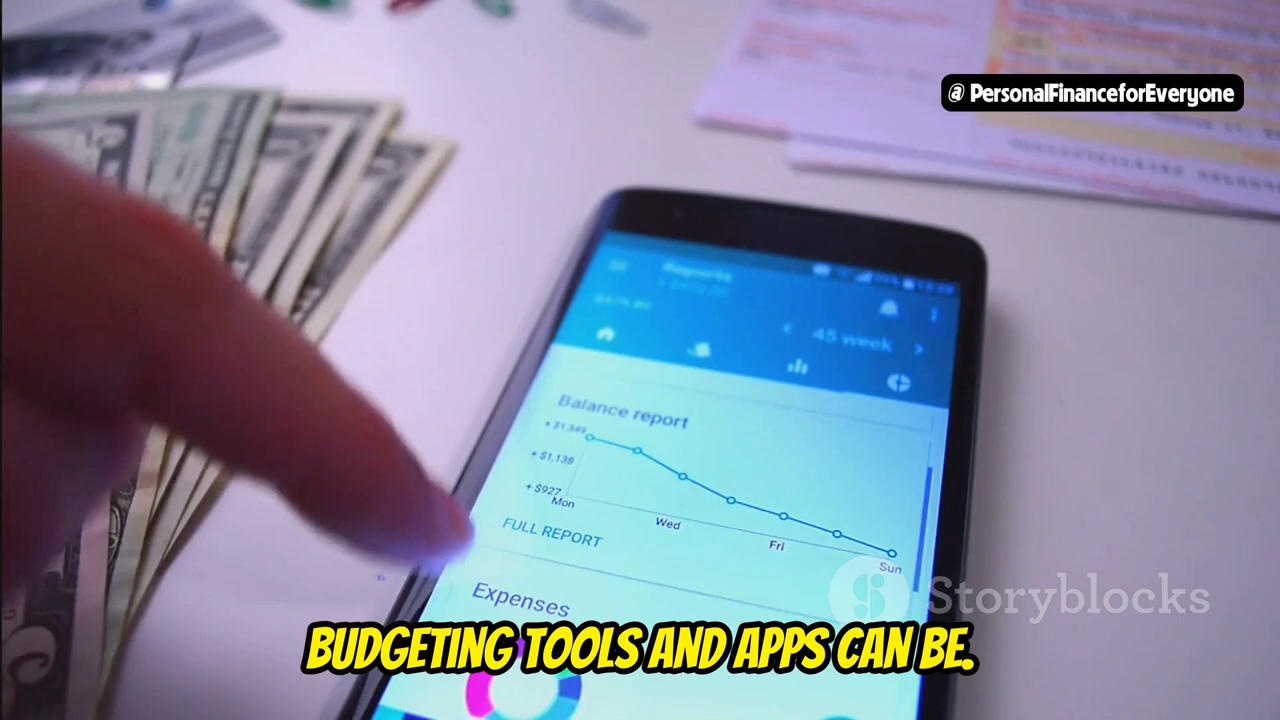 @ PersonalFinanceforEveryone
Reports
45 week
Balance report
+ $1,349
+ $1,138
+ $927
Mon
Wed
Fri
Sun
FULL REPORT
Expenses
Storyblocks
BUDGETING TOOLS AND APPS CAN BE.